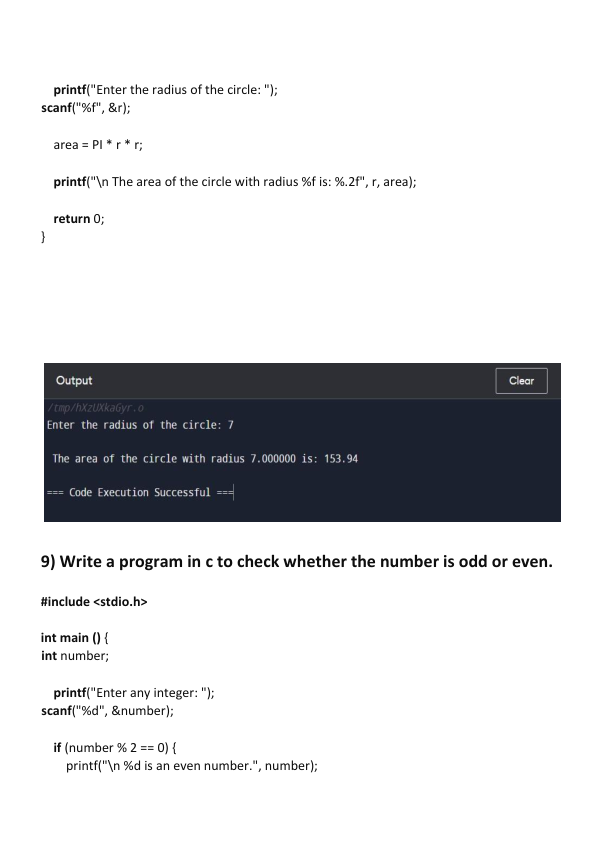 printf("Enter the radius of the circle: ");
scanf("%f", &r);
area = PI * r * r;
printf("\n The area of the circle with radius %f is: %.2f", r, area);
return 0;
}
Output
Clear
/tmp/hXzUXkaGyr.o
Enter the radius of the circle: 7
The area of the circle with radius 7.000000 is: 153.94
=== Code Execution Successful ===
9) Write a program in c to check whether the number is odd or even.
#include <stdio.h>
int main () {
int number;
printf("Enter any integer: ");
scanf("%d", &number);
if (number % 2 == 0) {
printf("\n %d is an even number.", number);